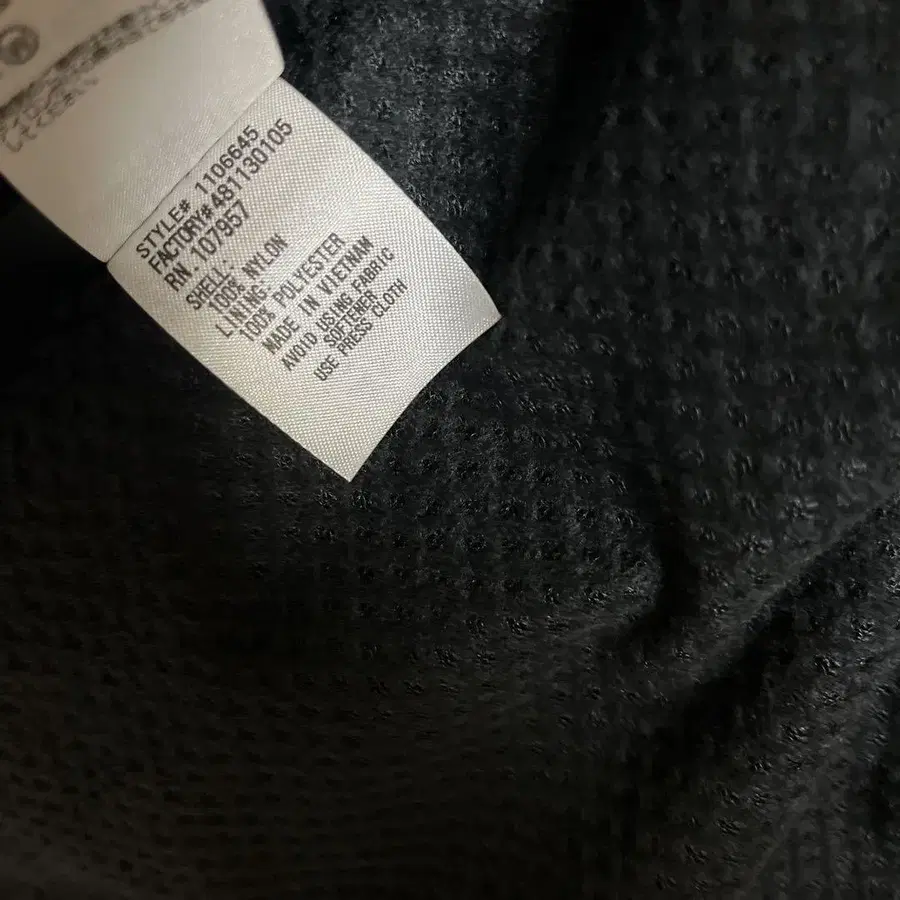 STYLE# 1106645
FACTORY#481130105
RN. 107957
SHELL:
100% NYLON
LINING:
100% POLYESTER
MADE IN VIETNAM
AVOID USING FABRIC
SOFTENER
USE PRESS CLOTH